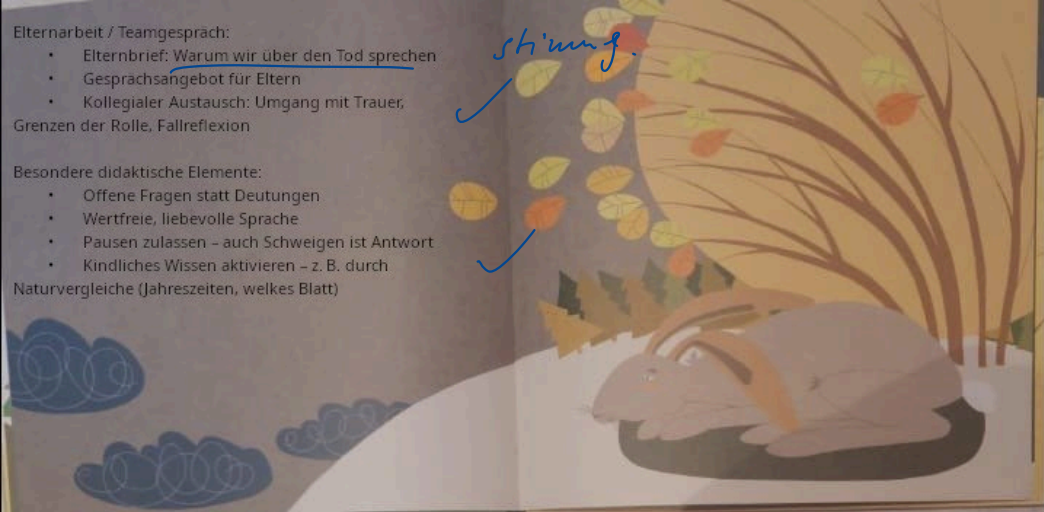 Elternarbeit / Teamgespräch:
• Elternbrief: Warum wir über den Tod sprechen
• Gesprächsangebot für Eltern
• Kollegialer Austausch: Umgang mit Trauer,
Grenzen der Rolle, Fallreflexion
Besondere didaktische Elemente:
• Offene Fragen statt Deutungen
• Wertfreie, liebevolle Sprache
• Pausen zulassen – auch Schweigen ist Antwort
• Kindliches Wissen aktivieren – z. B. durch
Naturvergleiche (Jahreszeiten, welkes Blatt)